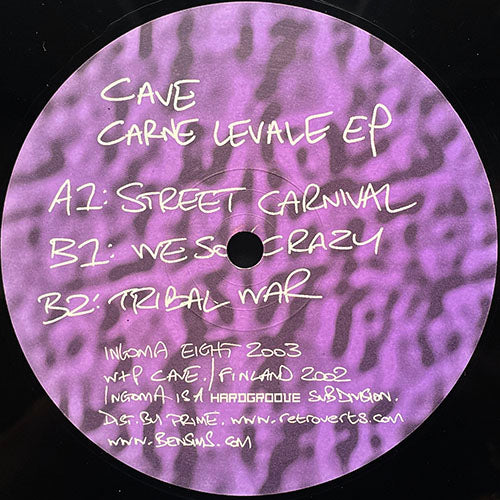 CAVE
CARNE LEVALE EP
A1: STREET CARNIVAL
B1: WE SO CRAZY
B2: TRIBAL WAR
INGOMA EIGHT 2003
W+P CAVE./FINLAND 2002
INGOMA IS A HARDGROOVE SUBDIVISION.
DIST. BY PRIME. WWW.retroverts.com
WWW.BENSIMS.COM